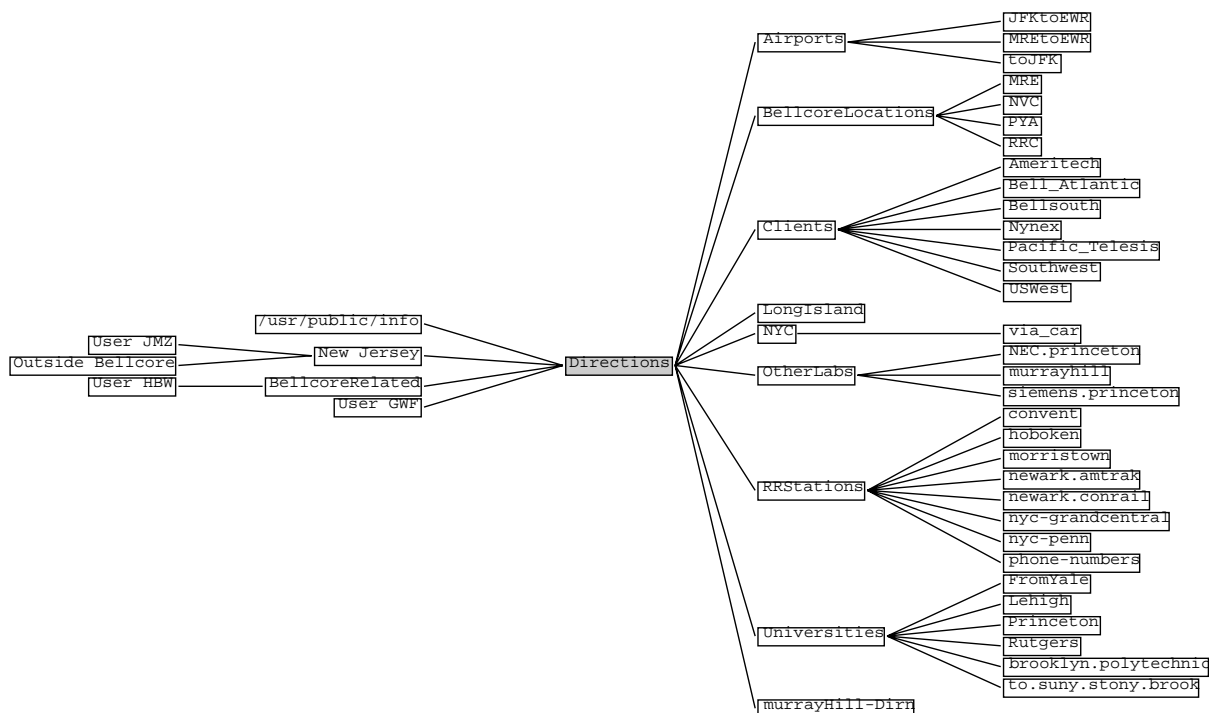 JFKtoEWR
Airports
MREtoEWR
toJFK
MRE
NVC
BellcoreLocations
PYA
RRC
Ameritech
Bell_Atlantic
Bellsouth
Clients
Nynex
Pacific_Telesis
Southwest
USWest
LongIsland
/usr/public/info
NYC
via_car
User JMZ
New Jersey
NEC.princeton
Outside Bellcore
Directions
OtherLabs
murrayhill
User HBW
BellcoreRelated
siemens.princeton
User GWF
convent
hoboken
morristown
RRStations
newark.amtrak
newark.conrail
nyc-grandcentral
nyc-penn
phone-numbers
FromYale
Lehigh
Universities
Princeton
Rutgers
brooklyn.polytechnic
to.suny.stony.brook
murrayHill-Dirn